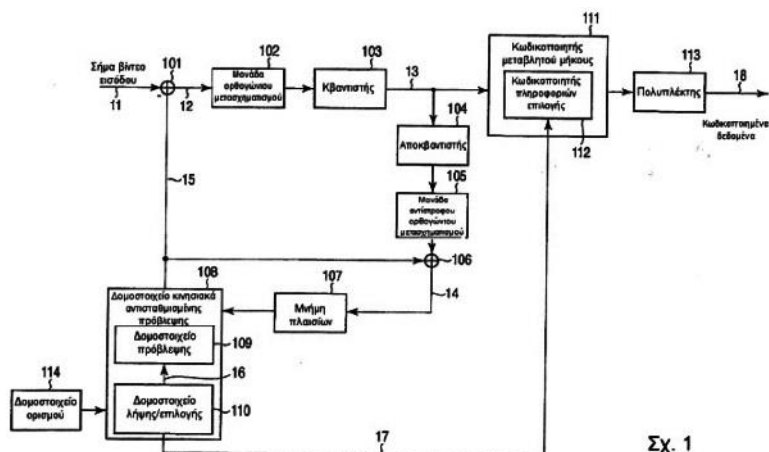 Σήμα βίντεο
εισόδου
11
101
12
102
Μονάδα
ορθογώνιου
μετασχηματισμού
103
Κβαντιστής
13
104
Αποκβαντιστής
105
Μονάδα
αντίστροφου
ορθογώνιου
μετασχηματισμού
106
14
15
107
Μνήμη
πλαισίων
108
Δομοστοιχείο κινησιακά
αντισταθμισμένης
πρόβλεψης
Δομοστοιχείο
πρόβλεψης
109
16
Δομοστοιχείο
λήψης/επιλογής
110
114
Δομοστοιχείο
ορισμού
17
111
Κωδικοποιητής
μεταβλητού μήκους
Κωδικοποιητής
πληροφοριών
επιλογής
112
113
Πολυπλέκτης
18
Κωδικοποιημένα
δεδομένα
Σχ. 1